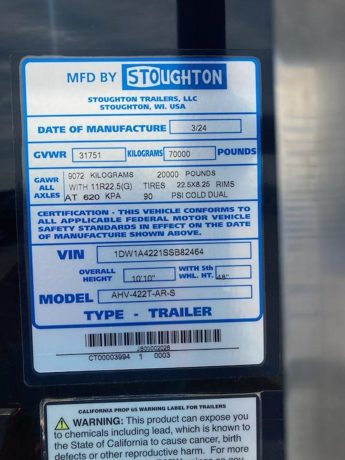 MFD BY STOUGHTON
STOUGHTON TRAILERS, LLC
STOUGHTON, WI. USA
DATE OF MANUFACTURE 3/24
GVWR 31751 KILOGRAMS 70000 POUNDS
GAWR ALL AXLES
9072 KILOGRAMS 20000 POUNDS
WITH 11R22.5(G) TIRES 22.5X8.25 RIMS
AT 620 KPA 90 PSI COLD DUAL
CERTIFICATION - THIS VEHICLE CONFORMS TO
ALL APPLICABLE FEDERAL MOTOR VEHICLE
SAFETY STANDARDS IN EFFECT ON THE DATE
OF MANUFACTURE SHOWN ABOVE.
VIN 1DW1A4221SSB82464
OVERALL HEIGHT 10'10" WITH 5th WHL. HT. 48"
MODEL AHV-422T-AR-S
TYPE - TRAILER
CT00003994 1 0003
CALIFORNIA PROP 65 WARNING LABEL FOR TRAILERS
WARNING: This product can expose you
to chemicals including lead, which is known to
the State of California to cause cancer, birth
defects or other reproductive harm. For more